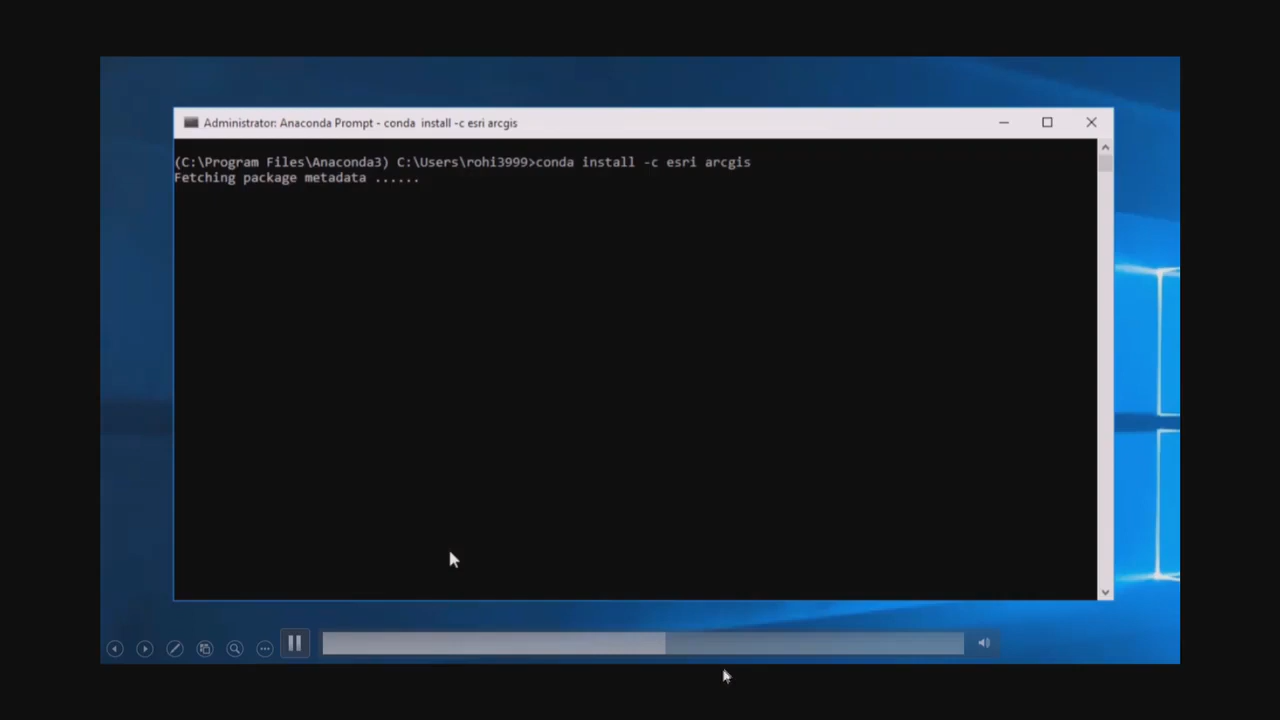 Administrator: Anaconda Prompt - conda  install -c esri arcgis
(C:\Program Files\Anaconda3) C:\Users\rohi3999>conda install -c esri arcgis
Fetching package metadata ......